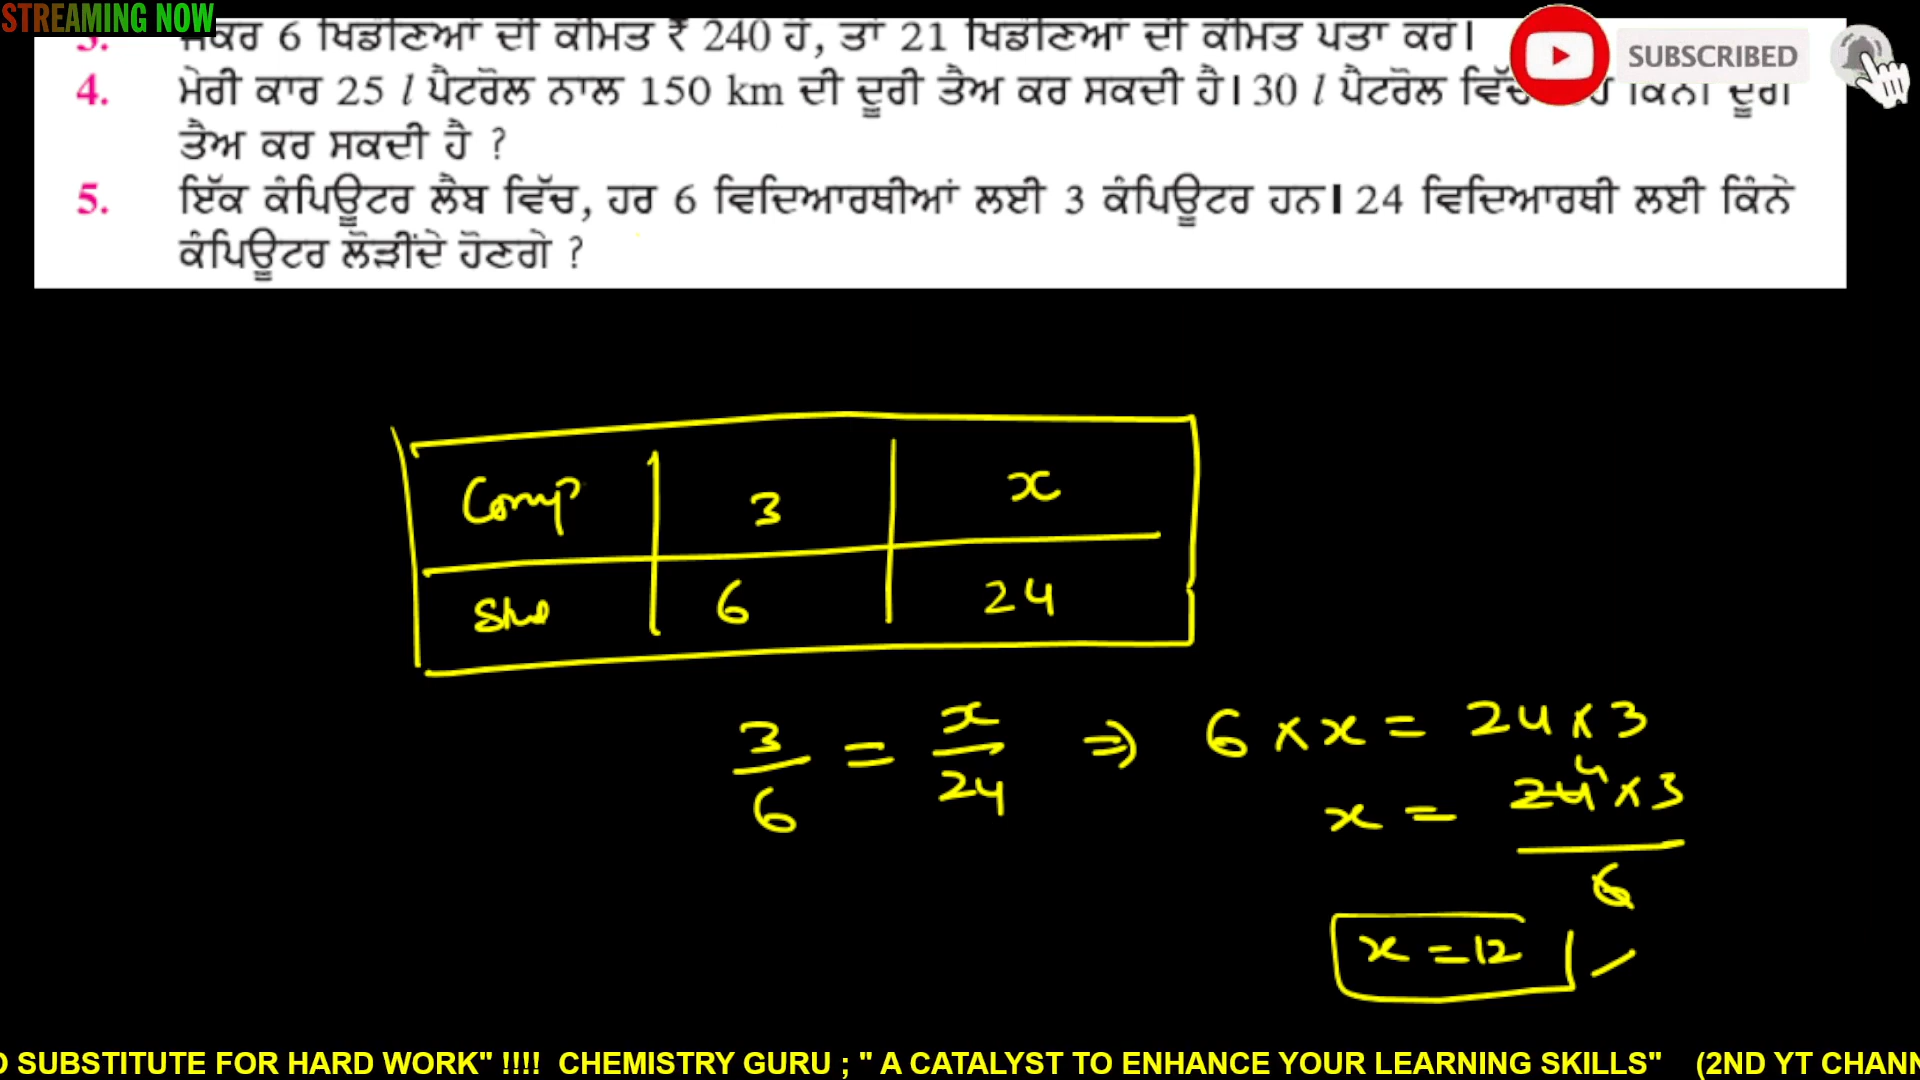 STREAMING NOW
3. ਜੇਕਰ 6 ਖਿਡੌਣਿਆਂ ਦੀ ਕੀਮਤ ₹ 240 ਹੈ, ਤਾਂ 21 ਖਿਡੌਣਿਆਂ ਦੀ ਕੀਮਤ ਪਤਾ ਕਰੋ।
SUBSCRIBED
4. ਮੇਰੀ ਕਾਰ 25 l ਪੈਟਰੋਲ ਨਾਲ 150 km ਦੀ ਦੂਰੀ ਤੈਅ ਕਰ ਸਕਦੀ ਹੈ। 30 l ਪੈਟਰੋਲ ਵਿੱਚ ਕਿੰਨੀ ਦੂਰੀ
ਤੈਅ ਕਰ ਸਕਦੀ ਹੈ ?
5. ਇੱਕ ਕੰਪਿਊਟਰ ਲੈਬ ਵਿੱਚ, ਹਰ 6 ਵਿਦਿਆਰਥੀਆਂ ਲਈ 3 ਕੰਪਿਊਟਰ ਹਨ। 24 ਵਿਦਿਆਰਥੀ ਲਈ ਕਿੰਨੇ
ਕੰਪਿਊਟਰ ਲੋੜੀਂਦੇ ਹੋਣਗੇ ?
Comp 3 x
6 24
3/6 = x/24 ⇒ 6 × x = 24 × 3
x = 24 4 × 3 / 6
x = 12
SUBSTITUTE FOR HARD WORK" !!!! CHEMISTRY GURU ; " A CATALYST TO ENHANCE YOUR LEARNING SKILLS" (2ND YT